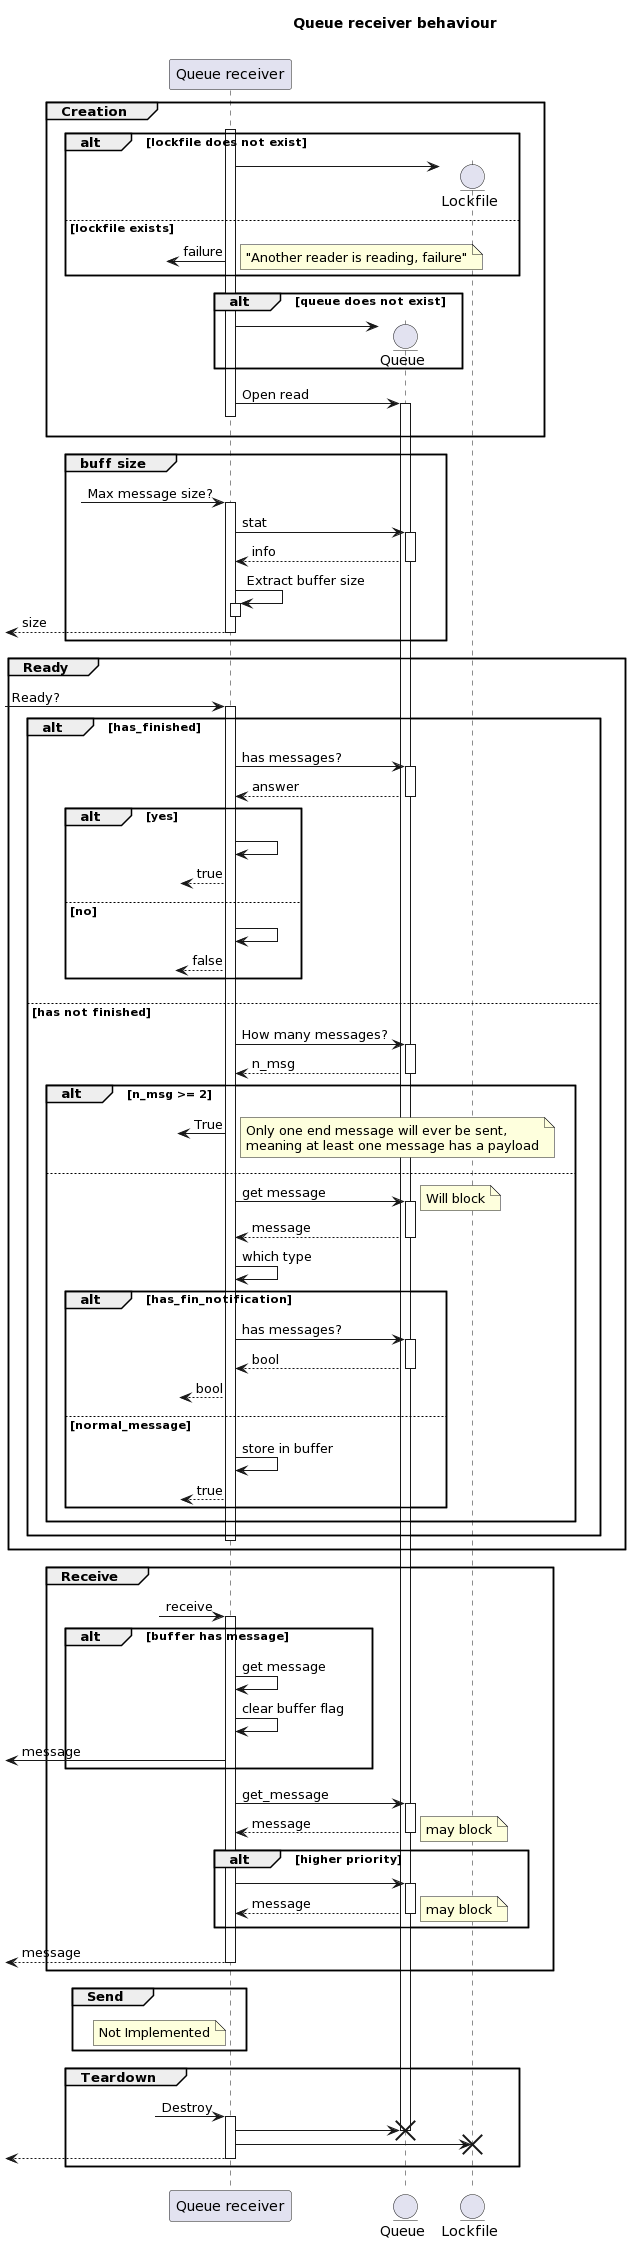 Queue receiver behaviour
Queue receiver
Creation
alt [lockfile does not exist]
Lockfile
[lockfile exists]
failure
"Another reader is reading, failure"
alt [queue does not exist]
Queue
Open read
buff size
Max message size?
stat
info
Extract buffer size
size
Ready
Ready?
alt [has_finished]
has messages?
answer
alt [yes]
true
[no]
false
[has not finished]
How many messages?
n_msg
alt [n_msg >= 2]
True
Only one end message will ever be sent,
meaning at least one message has a payload
get message
Will block
message
which type
alt [has_fin_notification]
has messages?
bool
bool
[normal_message]
store in buffer
true
Receive
receive
alt [buffer has message]
get message
clear buffer flag
message
get_message
message
may block
alt [higher priority]
message
may block
message
Send
Not Implemented
Teardown
Destroy
Queue receiver
Queue
Lockfile